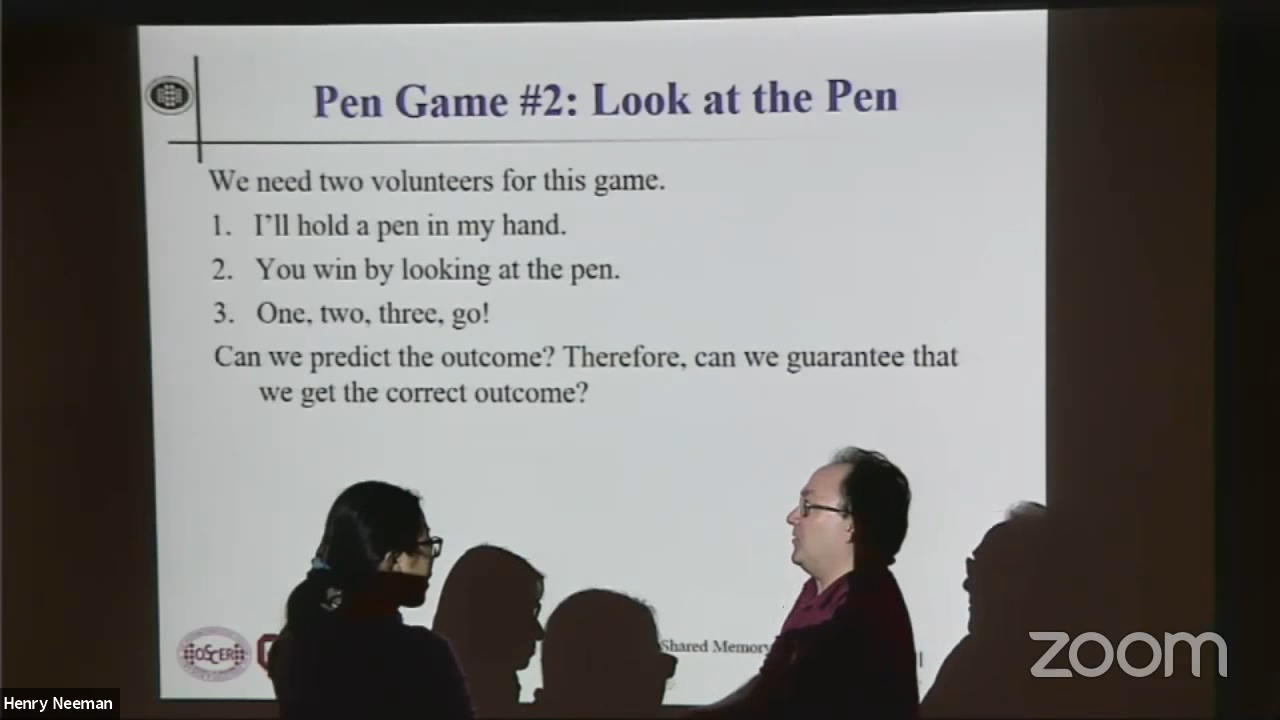 Pen Game #2: Look at the Pen
We need two volunteers for this game.
1. I'll hold a pen in my hand.
2. You win by looking at the pen.
3. One, two, three, go!
Can we predict the outcome? Therefore, can we guarantee that
we get the correct outcome?
OSCER
Shared Memory
zoom
Henry Neeman